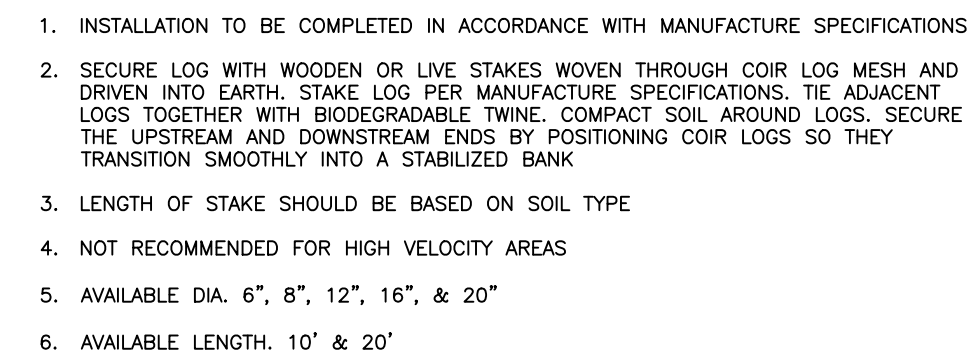 1. INSTALLATION TO BE COMPLETED IN ACCORDANCE WITH MANUFACTURE SPECIFICATIONS
2. SECURE LOG WITH WOODEN OR LIVE STAKES WOVEN THROUGH COIR LOG MESH AND
DRIVEN INTO EARTH. STAKE LOG PER MANUFACTURE SPECIFICATIONS. TIE ADJACENT
LOGS TOGETHER WITH BIODEGRADABLE TWINE. COMPACT SOIL AROUND LOGS. SECURE
THE UPSTREAM AND DOWNSTREAM ENDS BY POSITIONING COIR LOGS SO THEY
TRANSITION SMOOTHLY INTO A STABILIZED BANK
3. LENGTH OF STAKE SHOULD BE BASED ON SOIL TYPE
4. NOT RECOMMENDED FOR HIGH VELOCITY AREAS
5. AVAILABLE DIA. 6", 8", 12", 16", & 20"
6. AVAILABLE LENGTH. 10' & 20'